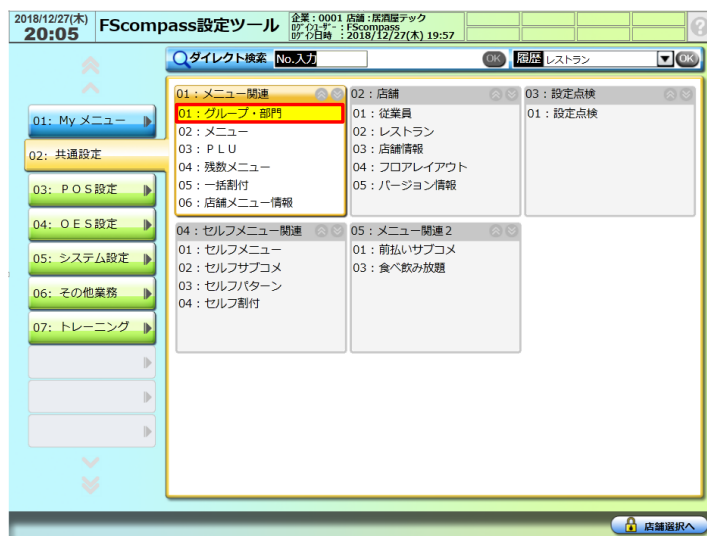 2018/12/27(木)
20:05
FScompass設定ツール
企業：0001 店舗：居酒屋テック
ﾛｸﾞｲﾝﾕｰｻﾞｰ：FScompass
ﾛｸﾞｲﾝ日時 ：2018/12/27(木) 19:57
ダイレクト検索 No.入力 OK 履歴 レストラン OK
01: My メニュー
02: 共通設定
03: POS設定
04: OES設定
05: システム設定
06: その他業務
07: トレーニング
01：メニュー関連
01：グループ・部門
02：メニュー
03：PLU
04：残数メニュー
05：一括割付
06：店舗メニュー情報
02：店舗
01：従業員
02：レストラン
03：店舗情報
04：フロアレイアウト
05：バージョン情報
03：設定点検
01：設定点検
04：セルフメニュー関連
01：セルフメニュー
02：セルフサブコメ
03：セルフパターン
04：セルフ割付
05：メニュー関連2
01：前払いサブコメ
03：食べ飲み放題
店舗選択へ